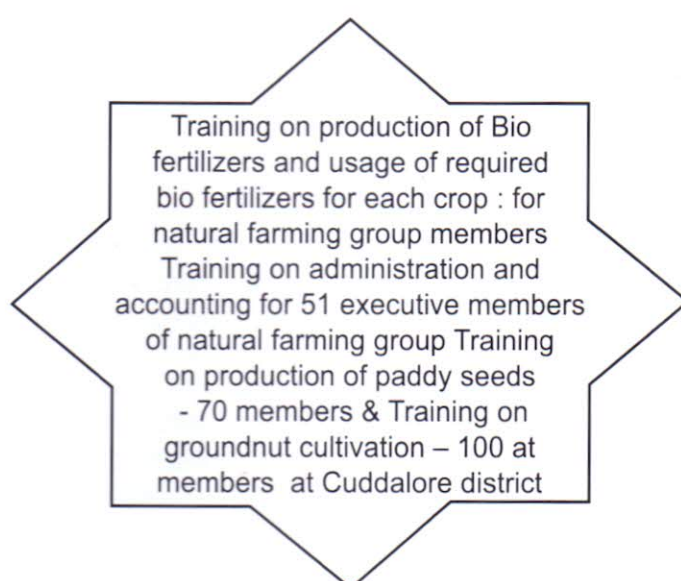 Training on production of Bio
fertilizers and usage of required
bio fertilizers for each crop : for
natural farming group members
Training on administration and
accounting for 51 executive members
of natural farming group Training
on production of paddy seeds
- 70 members & Training on
groundnut cultivation – 100 at
members at Cuddalore district